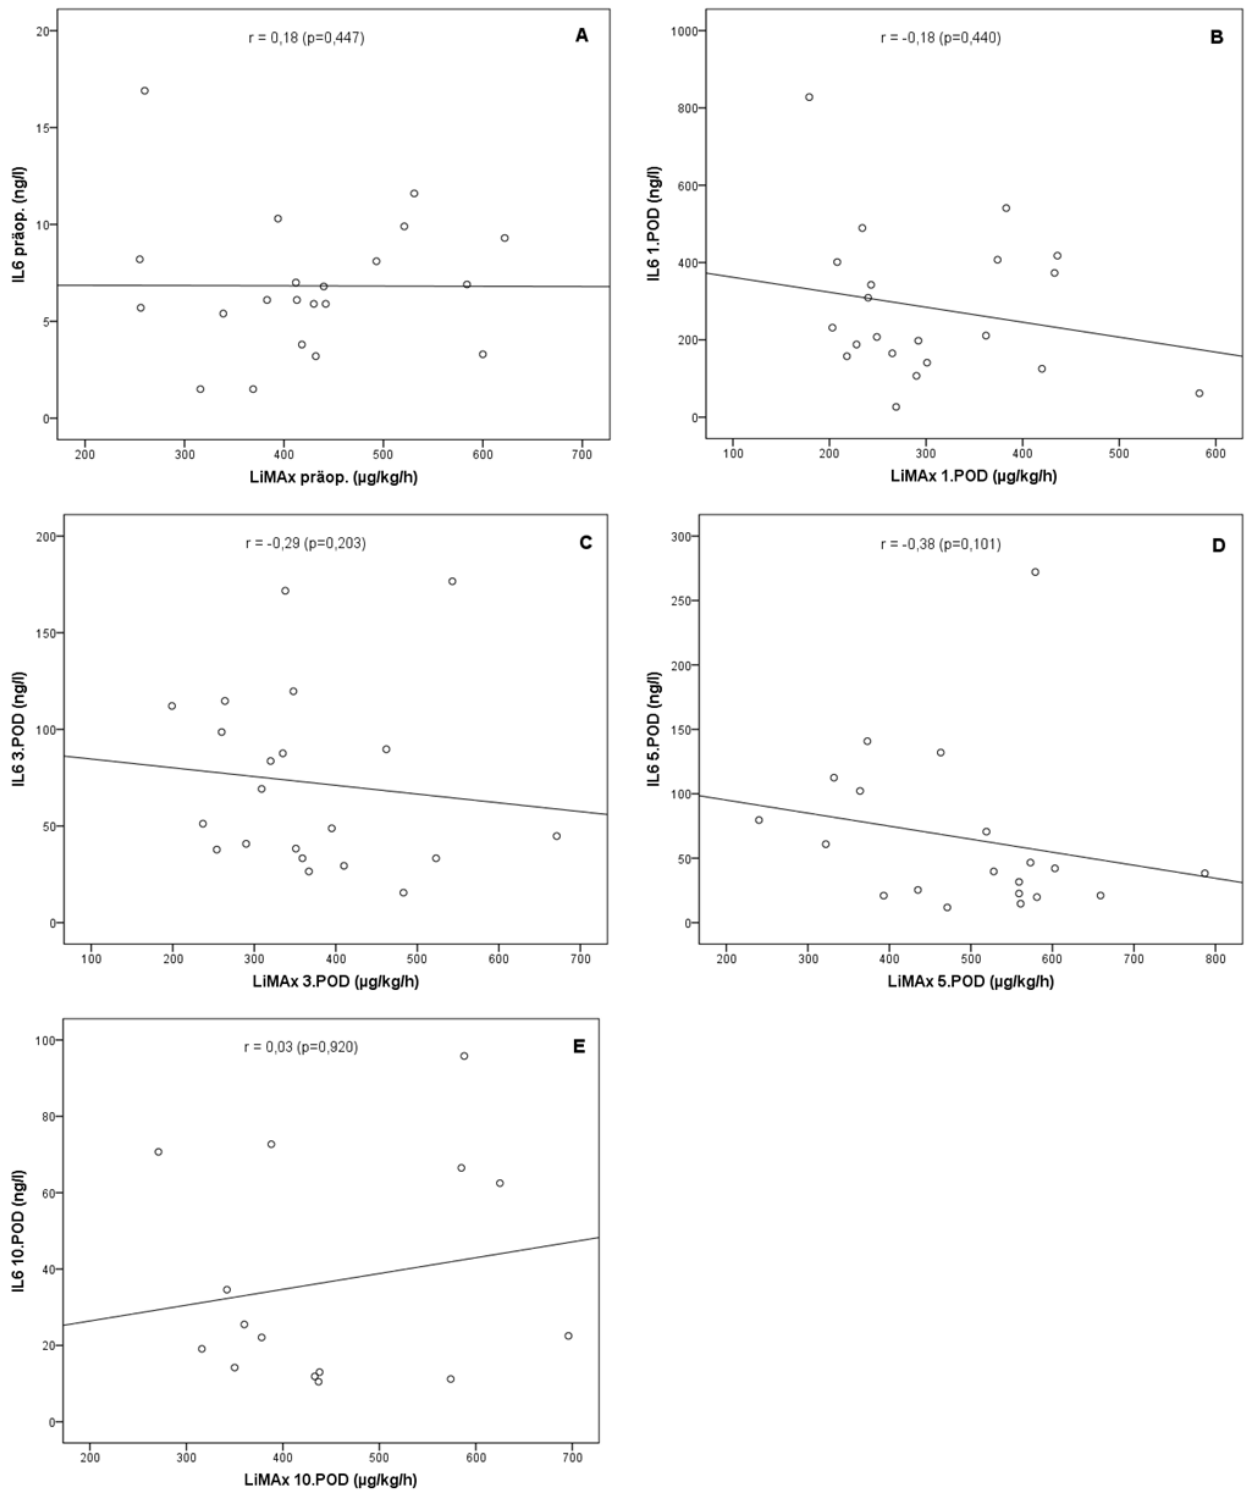 r = 0,18 (p=0,447)
A
20
15
10
5
0
IL6 präop. (ng/l)
200 300 400 500 600 700
LiMAx präop. (µg/kg/h)
r = -0,18 (p=0,440)
B
1000
800
600
400
200
0
IL6 1.POD (ng/l)
100 200 300 400 500 600
LiMAx 1.POD (µg/kg/h)
r = -0,29 (p=0,203)
C
200
150
100
50
0
IL6 3.POD (ng/l)
100 200 300 400 500 600 700
LiMAx 3.POD (µg/kg/h)
r = -0,38 (p=0,101)
D
300
250
200
150
100
50
0
IL6 5.POD (ng/l)
200 300 400 500 600 700 800
LiMAx 5.POD (µg/kg/h)
r = 0,03 (p=0,920)
E
100
80
60
40
20
0
IL6 10.POD (ng/l)
200 300 400 500 600 700
LiMAx 10.POD (µg/kg/h)